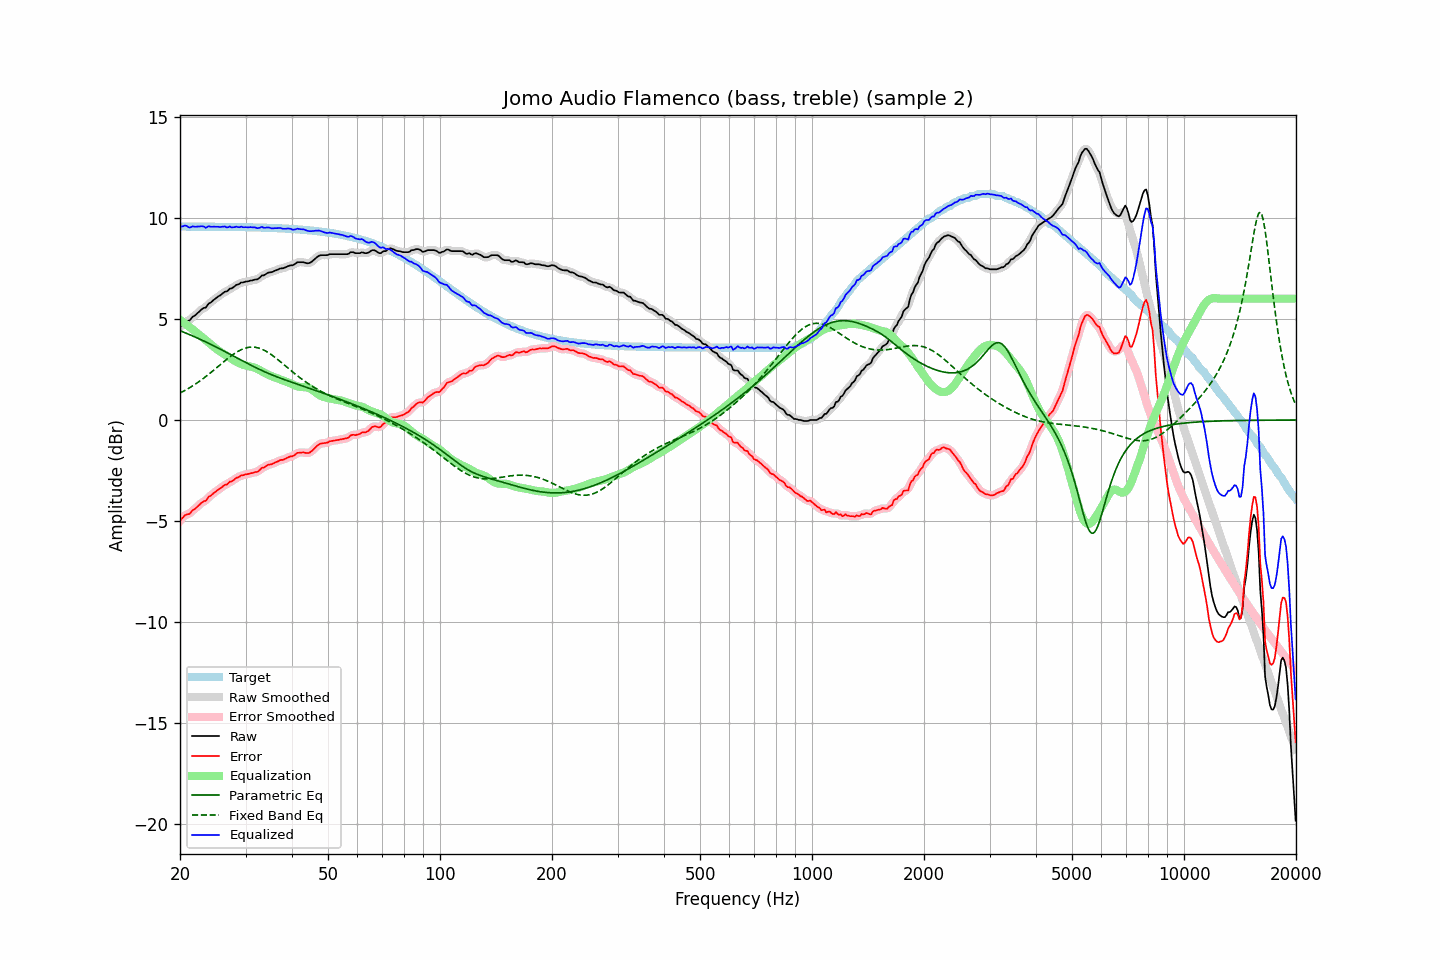 Jomo Audio Flamenco (bass, treble) (sample 2)
15
10
5
0
−5
−10
−15
−20
Amplitude (dBr)
Target
Raw Smoothed
Error Smoothed
Raw
Error
Equalization
Parametric Eq
Fixed Band Eq
Equalized
20 50 100 200 500 1000 2000 5000 10000 20000
Frequency (Hz)